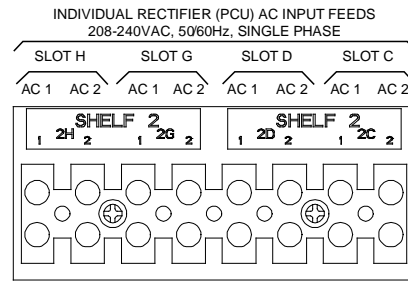 INDIVIDUAL RECTIFIER (PCU) AC INPUT FEEDS
208-240VAC, 50/60Hz, SINGLE PHASE
SLOT H SLOT G SLOT D SLOT C
AC 1 AC 2 AC 1 AC 2 AC 1 AC 2 AC 1 AC 2
SHELF 2 SHELF 2
1 2H 2 1 2G 2 1 2D 2 1 2C 2